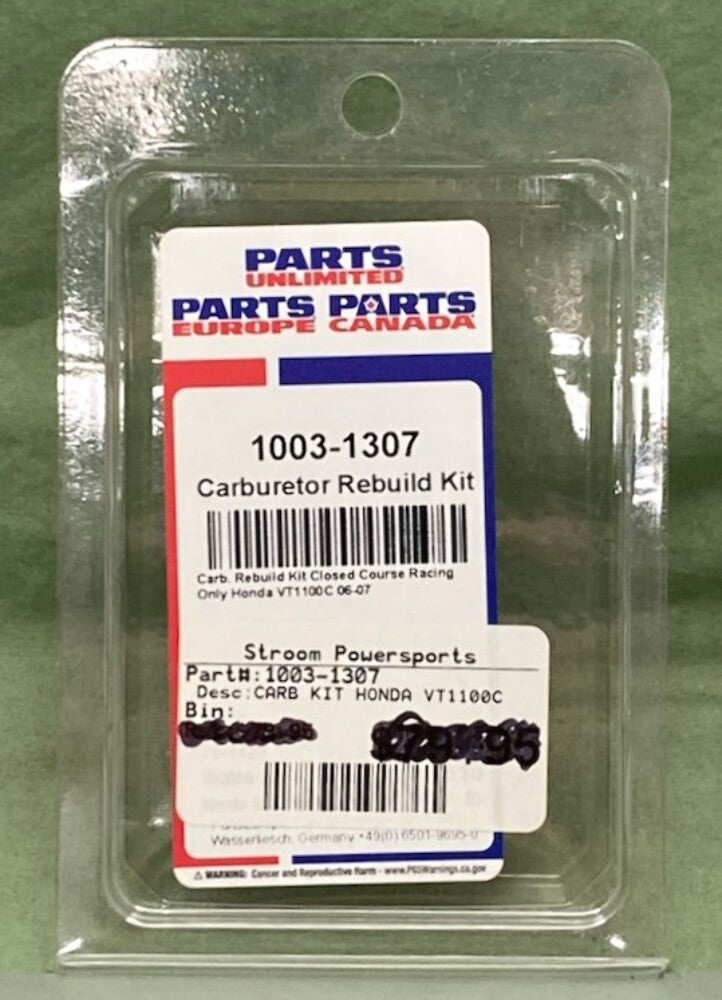 PARTS
UNLIMITED
PARTS PARTS
EUROPE CANADA
1003-1307
Carburetor Rebuild Kit
Carb. Rebuild Kit Closed Course Racing
Only Honda VT1100C 06-07
Stroom Powersports
Part#:1003-1307
Desc:CARB KIT HONDA VT1100C
Bin:
Wasserliesch, Germany +49(0) 6501-9695-0
⚠ WARNING: Cancer and Reproductive Harm - www.P65Warnings.ca.gov